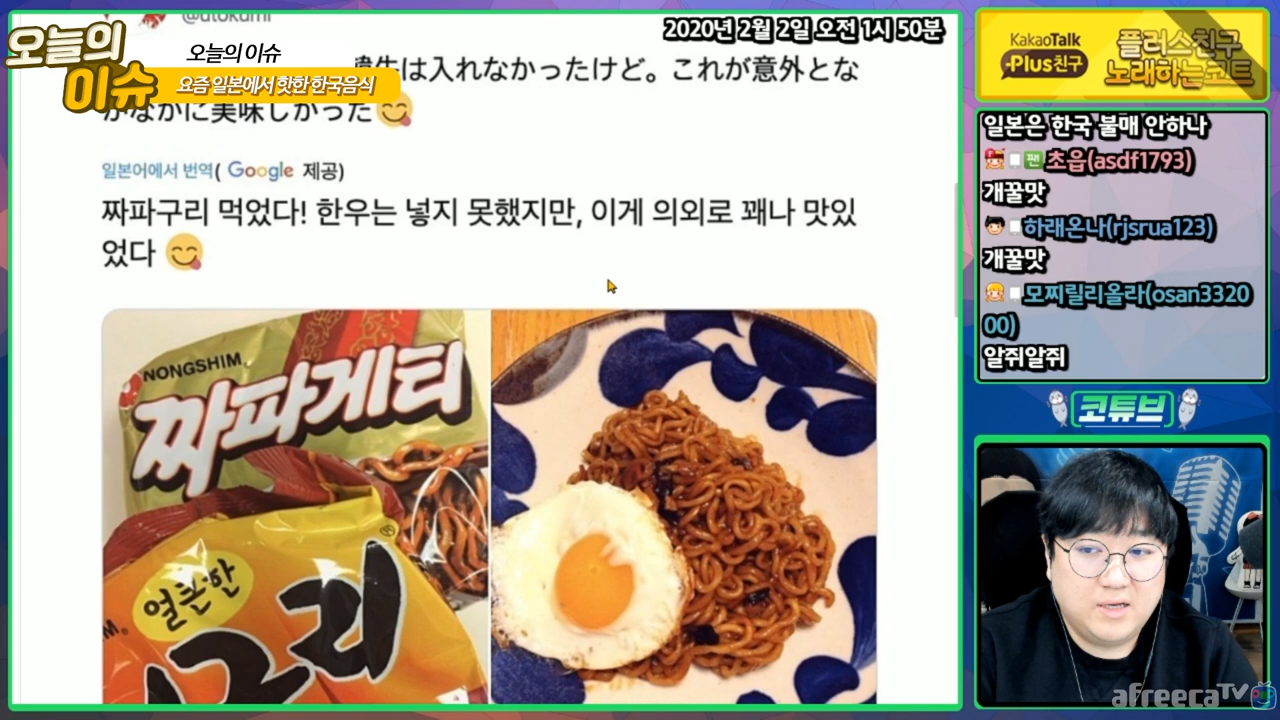 @utokumi
2020년 2월 2일 오전 1시 50분
오늘의
이슈
오늘의 이슈
요즘 일본에서 핫한 한국음식
は入れなかったけど。これが意外とな
かなかに美味しかった😋
일본어에서 번역( Google 제공)
짜파구리 먹었다! 한우는 넣지 못했지만, 이게 의외로 꽤나 맛있
었다 😋
NONGSHIM
짜파게티
얼큰한
구리
KakaoTalk
Plus친구
플러스친구
노래하는코트
일본은 한국 불매 안하나
팬 초읍(asdf1793)
개꿀맛
하래온나(rjsrua123)
개꿀맛
모찌릴리올라(osan3320
00)
알쥐알쥐
코튜브
afreecaTV